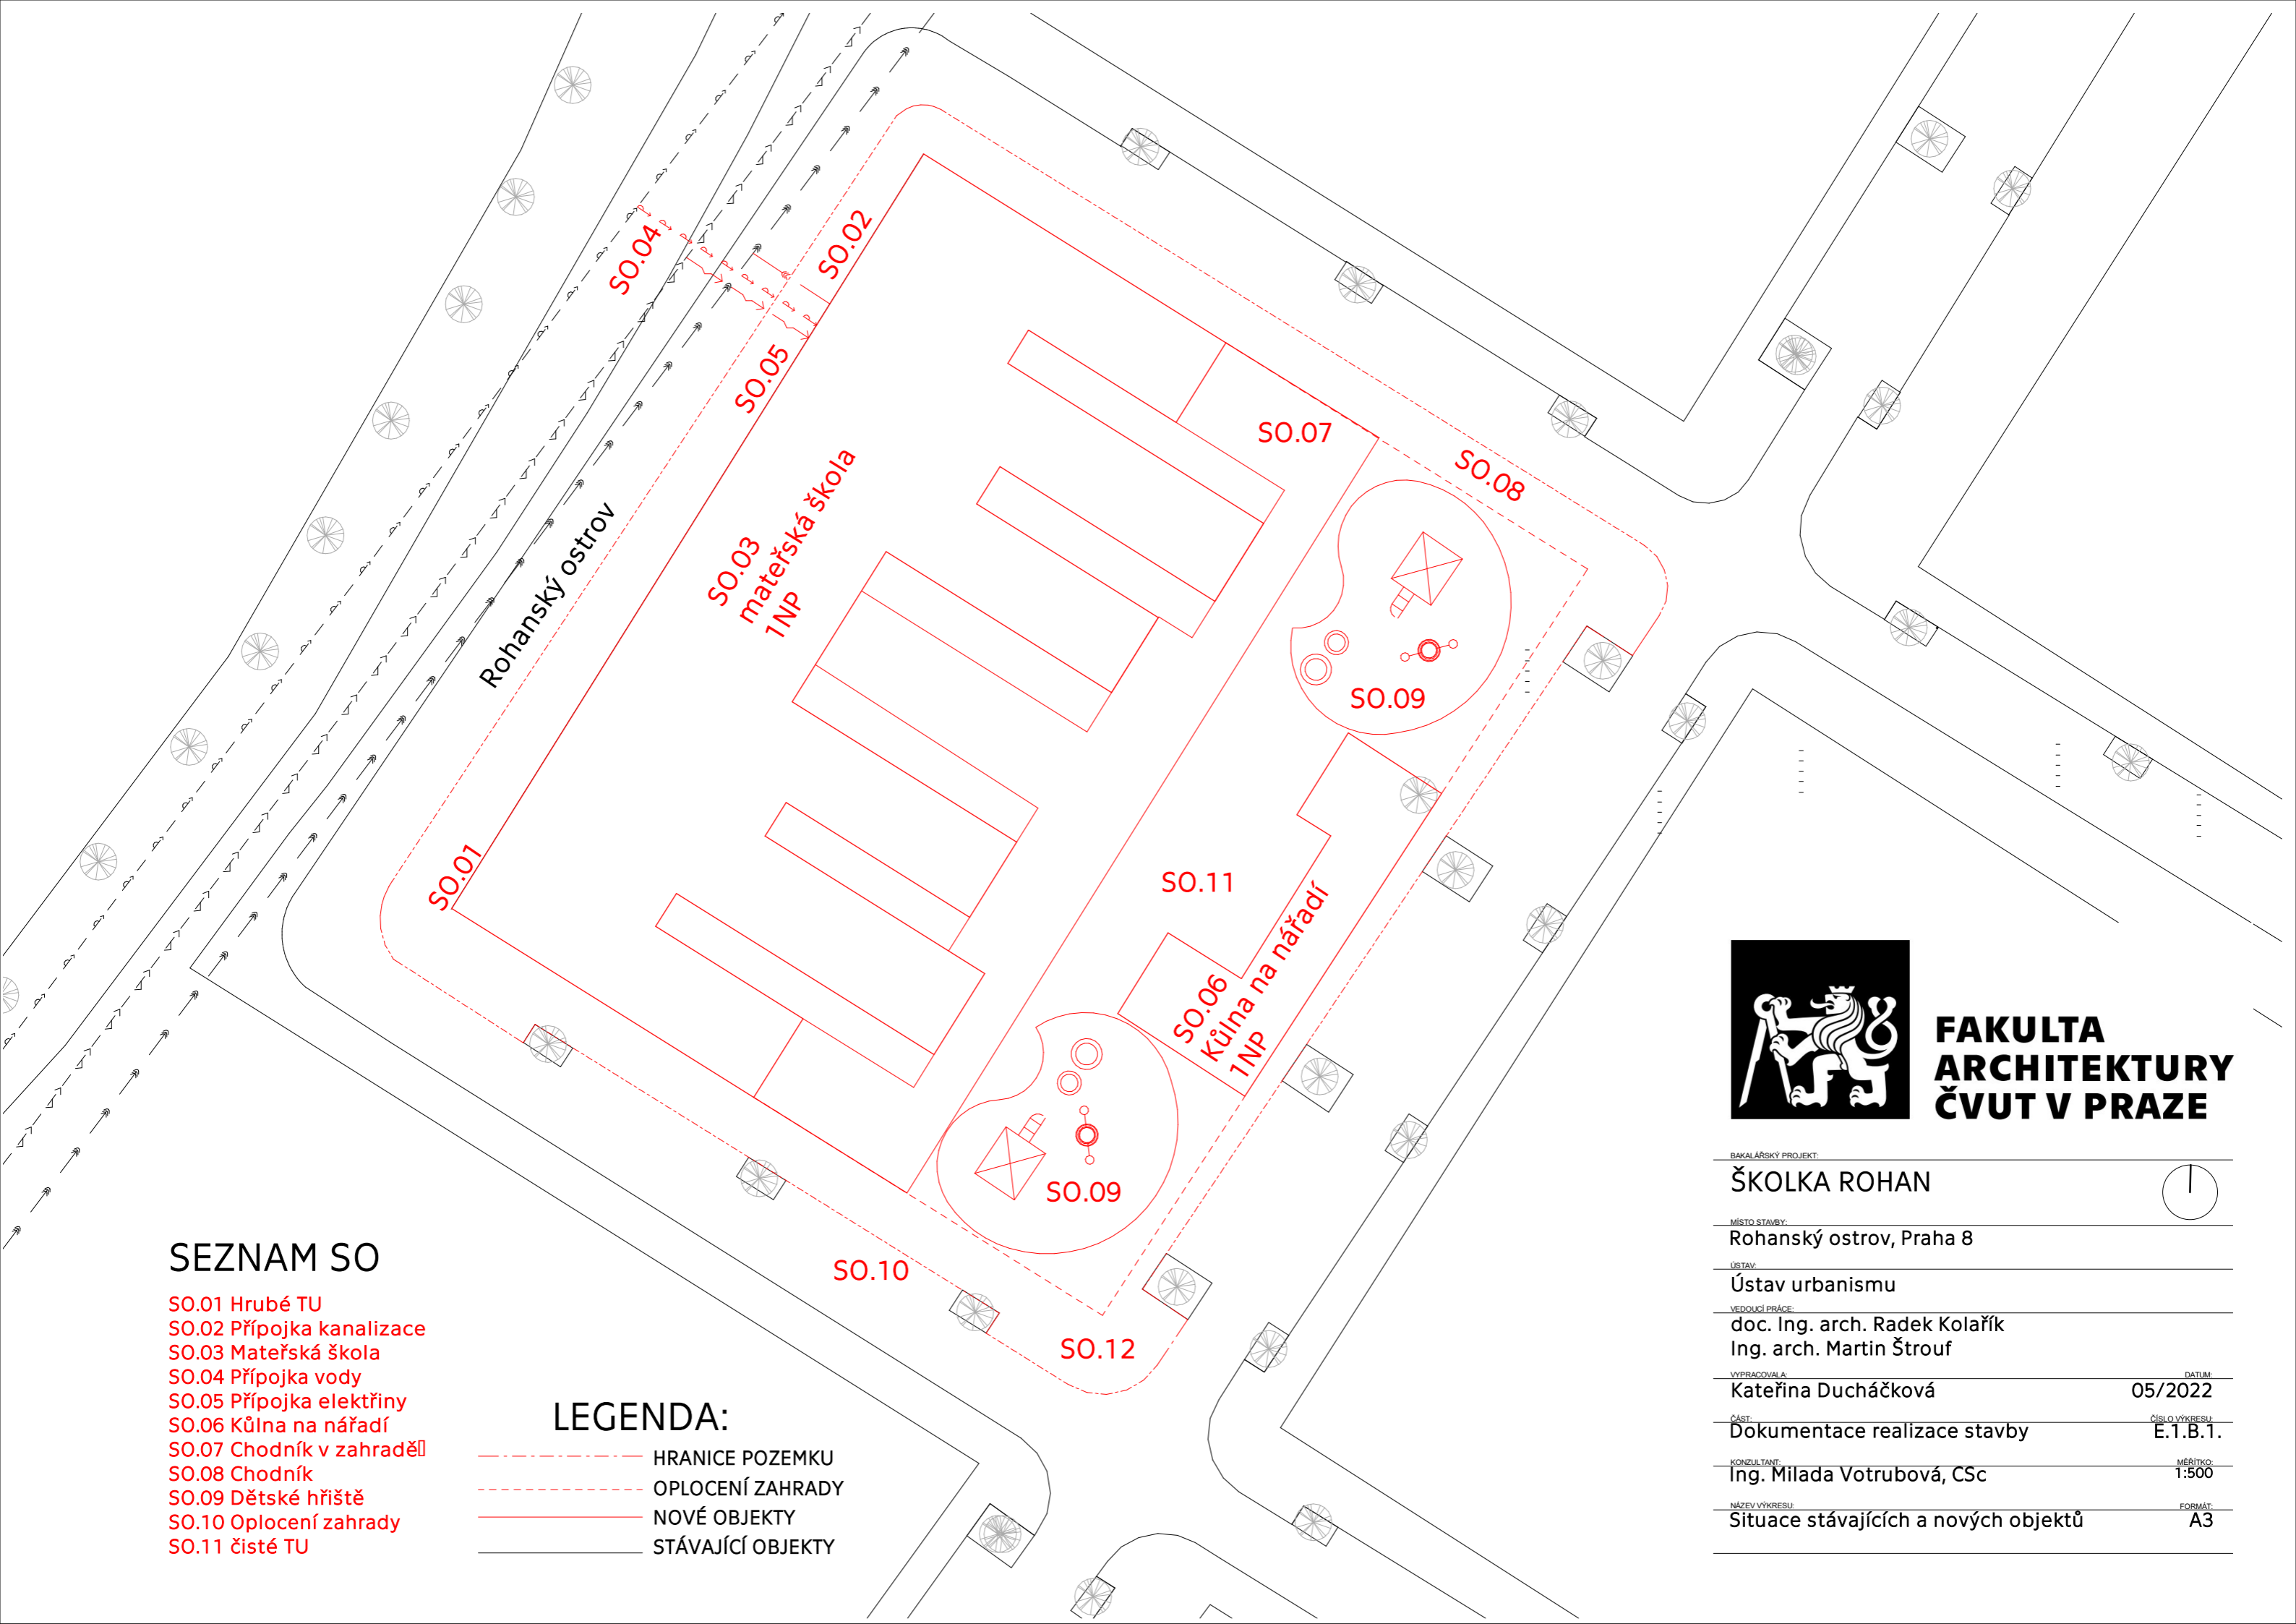 SO.02
SO.04
SO.05
SO.07
SO.08
SO.03
mateřská škola
1NP
Rohanský ostrov
SO.09
SO.01
SO.11
SO.06
Kůlna na nářadí
1NP
SO.09
SO.10
SO.12
SEZNAM SO
SO.01 Hrubé TU
SO.02 Přípojka kanalizace
SO.03 Mateřská škola
SO.04 Přípojka vody
SO.05 Přípojka elektřiny
SO.06 Kůlna na nářadí
SO.07 Chodník v zahradě
SO.08 Chodník
SO.09 Dětské hřiště
SO.10 Oplocení zahrady
SO.11 čisté TU
LEGENDA:
HRANICE POZEMKU
OPLOCENÍ ZAHRADY
NOVÉ OBJEKTY
STÁVAJÍCÍ OBJEKTY
FAKULTA
ARCHITEKTURY
ČVUT V PRAZE
BAKALÁŘSKÝ PROJEKT:
ŠKOLKA ROHAN
MÍSTO STAVBY:
Rohanský ostrov, Praha 8
ÚSTAV:
Ústav urbanismu
VEDOUCÍ PRÁCE:
doc. Ing. arch. Radek Kolařík
Ing. arch. Martin Štrouf
VYPRACOVALA: DATUM:
Kateřina Ducháčková 05/2022
ČÁST: ČÍSLO VÝKRESU:
Dokumentace realizace stavby E.1.B.1.
KONZULTANT: MĚŘÍTKO:
Ing. Milada Votrubová, CSc 1:500
NÁZEV VÝKRESU: FORMÁT:
Situace stávajících a nových objektů A3